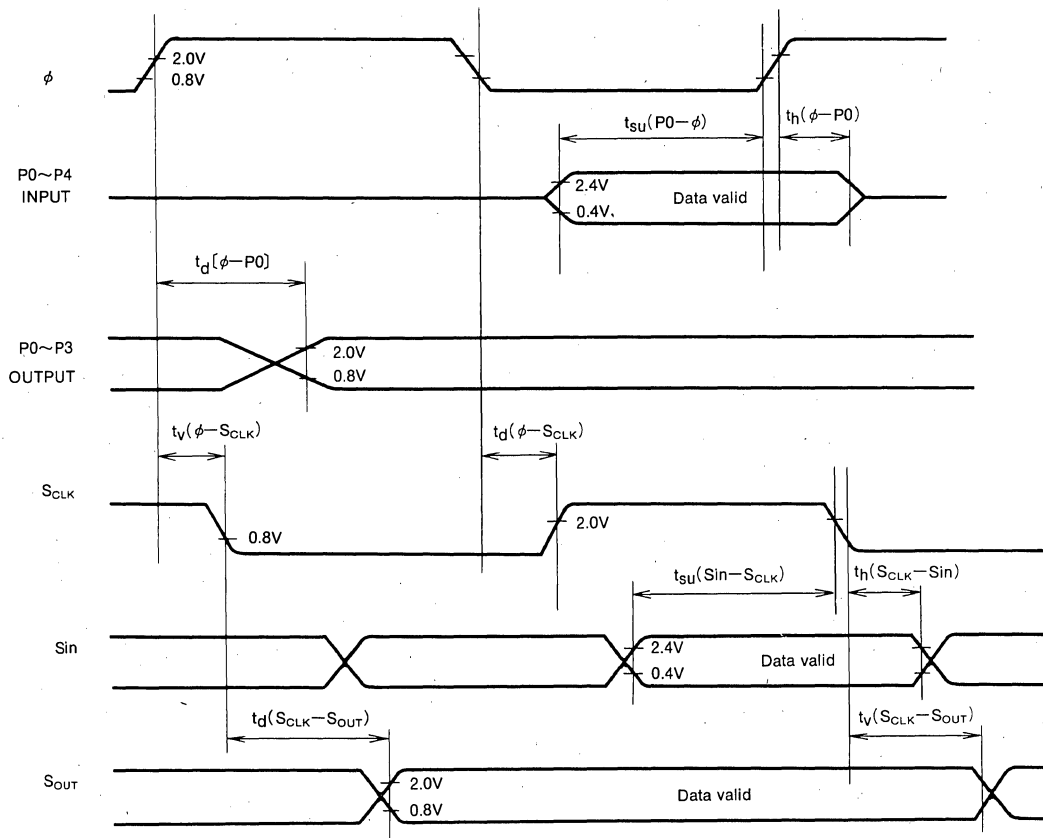 ϕ
2.0V
0.8V
tsu(P0−ϕ)
th(ϕ−P0)
P0~P4
INPUT
2.4V
0.4V
Data valid
td[ϕ−P0]
P0~P3
OUTPUT
2.0V
0.8V
tv(ϕ−SCLK)
td(ϕ−SCLK)
SCLK
0.8V
2.0V
tsu(Sin−SCLK)
th(SCLK−Sin)
Sin
2.4V
0.4V
Data valid
td(SCLK−SOUT)
tv(SCLK−SOUT)
SOUT
2.0V
0.8V
Data valid